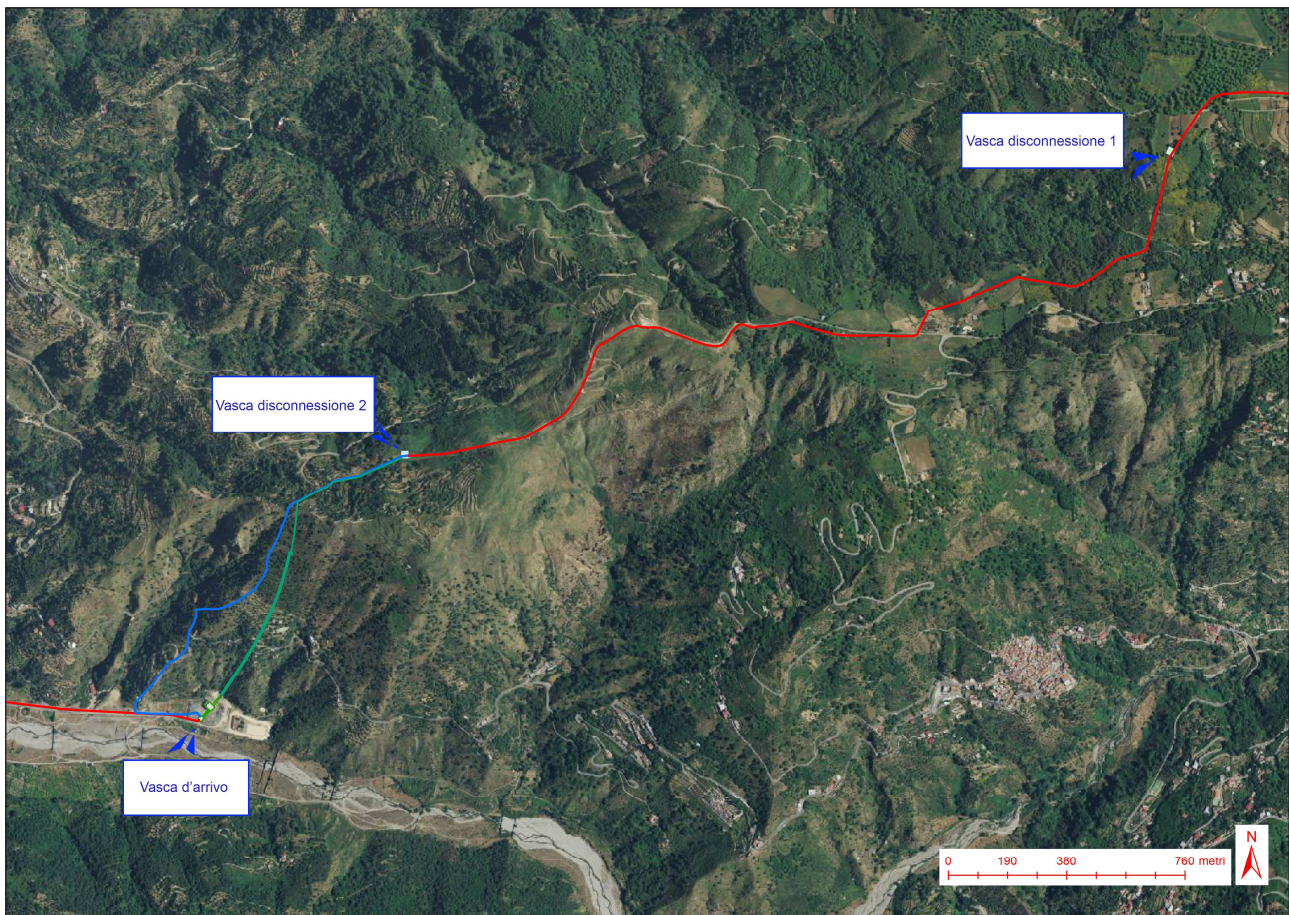 Vasca disconnessione 1
Vasca disconnessione 2
Vasca d'arrivo
N
0 190 380 760 metri